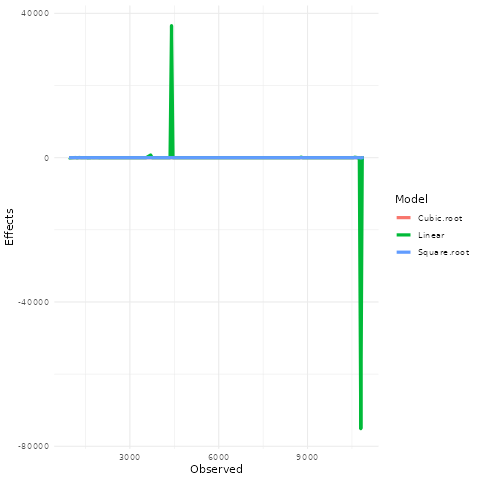 40000
0
-40000
-80000
Effects
3000
6000
9000
Observed
Model
Cubic.root
Linear
Square.root